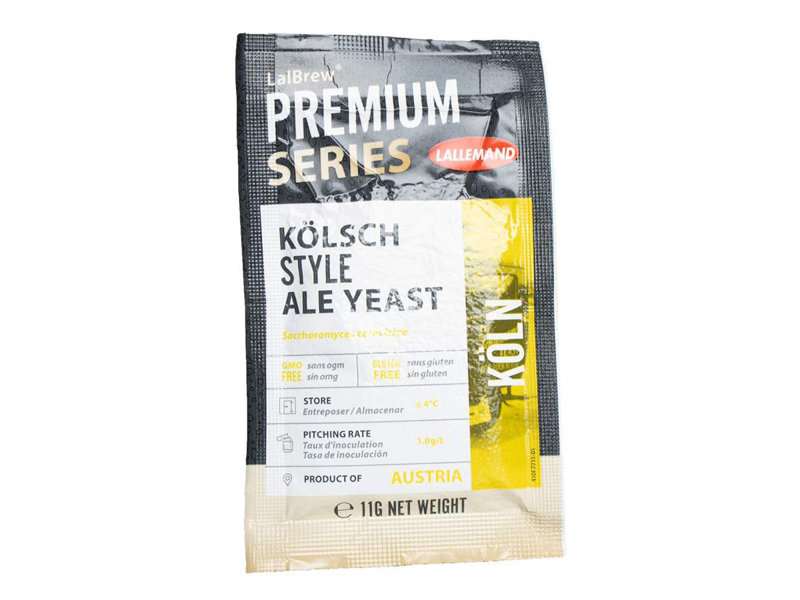 LalBrew®
PREMIUM
SERIES
LALLEMAND
KÖLSCH
STYLE
ALE YEAST
Saccharomyces cerevisiae
GMO FREE
sans ogm
sin omg
GLUTEN FREE
sans gluten
sin gluten
STORE
Entreposer / Almacenar
≤ 4°C
PITCHING RATE
Taux d'inoculation
Tasa de inoculación
1.0g/L
PRODUCT OF
AUSTRIA
KÖLN
℮ 11G NET WEIGHT